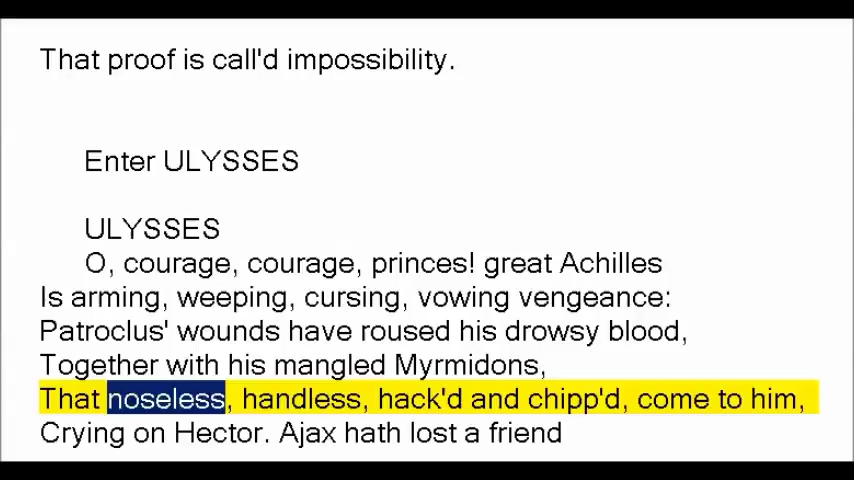 That proof is call'd impossibility.
Enter ULYSSES
ULYSSES
O, courage, courage, princes! great Achilles
Is arming, weeping, cursing, vowing vengeance:
Patroclus' wounds have roused his drowsy blood,
Together with his mangled Myrmidons,
That noseless, handless, hack'd and chipp'd, come to him,
Crying on Hector. Ajax hath lost a friend